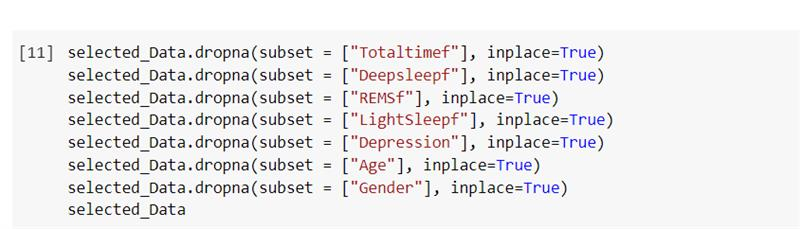 [11] selected_Data.dropna(subset = ["Totaltimef"], inplace=True)
selected_Data.dropna(subset = ["Deepsleepf"], inplace=True)
selected_Data.dropna(subset = ["REMSf"], inplace=True)
selected_Data.dropna(subset = ["LightSleepf"], inplace=True)
selected_Data.dropna(subset = ["Depression"], inplace=True)
selected_Data.dropna(subset = ["Age"], inplace=True)
selected_Data.dropna(subset = ["Gender"], inplace=True)
selected_Data